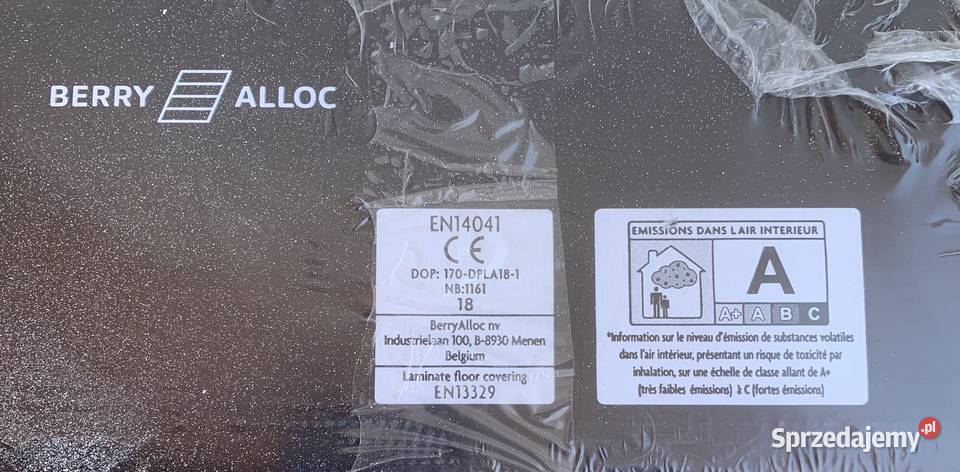 BERRY ALLOC
EN14041
CE
DOP: 170-DPLA18-1
NB:1161
18
BerryAlloc nv
Industrielaan 100, B-8930 Menen
Belgium
Laminate floor covering
EN13329
EMISSIONS DANS L'AIR INTERIEUR
A
A+ A B C
*Information sur le niveau d'émission de substances volatiles
dans l'air intérieur, présentant un risque de toxicité par
inhalation, sur une échelle de classe allant de A+
(très faibles émissions) à C (fortes émissions)
Sprzedajemy.pl